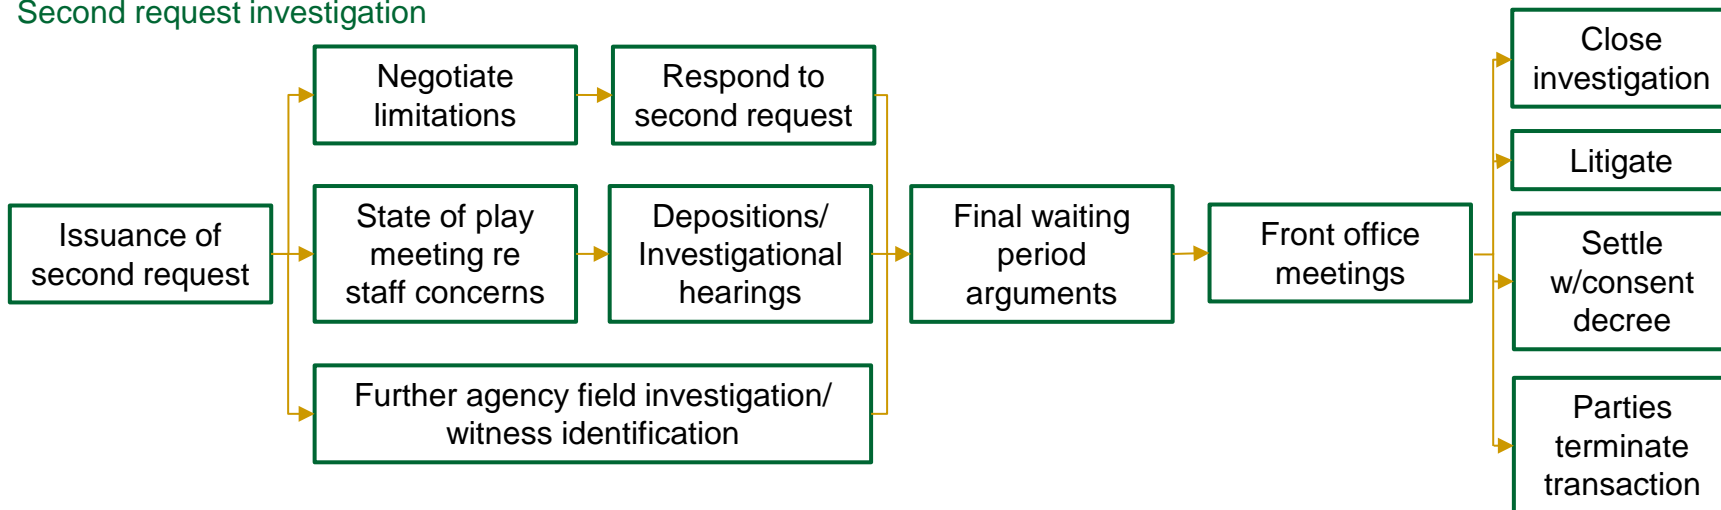 Second request investigation
Issuance of
second request
Negotiate
limitations
Respond to
second request
State of play
meeting re
staff concerns
Depositions/
Investigational
hearings
Further agency field investigation/
witness identification
Final waiting
period
arguments
Front office
meetings
Close
investigation
Litigate
Settle
w/consent
decree
Parties
terminate
transaction